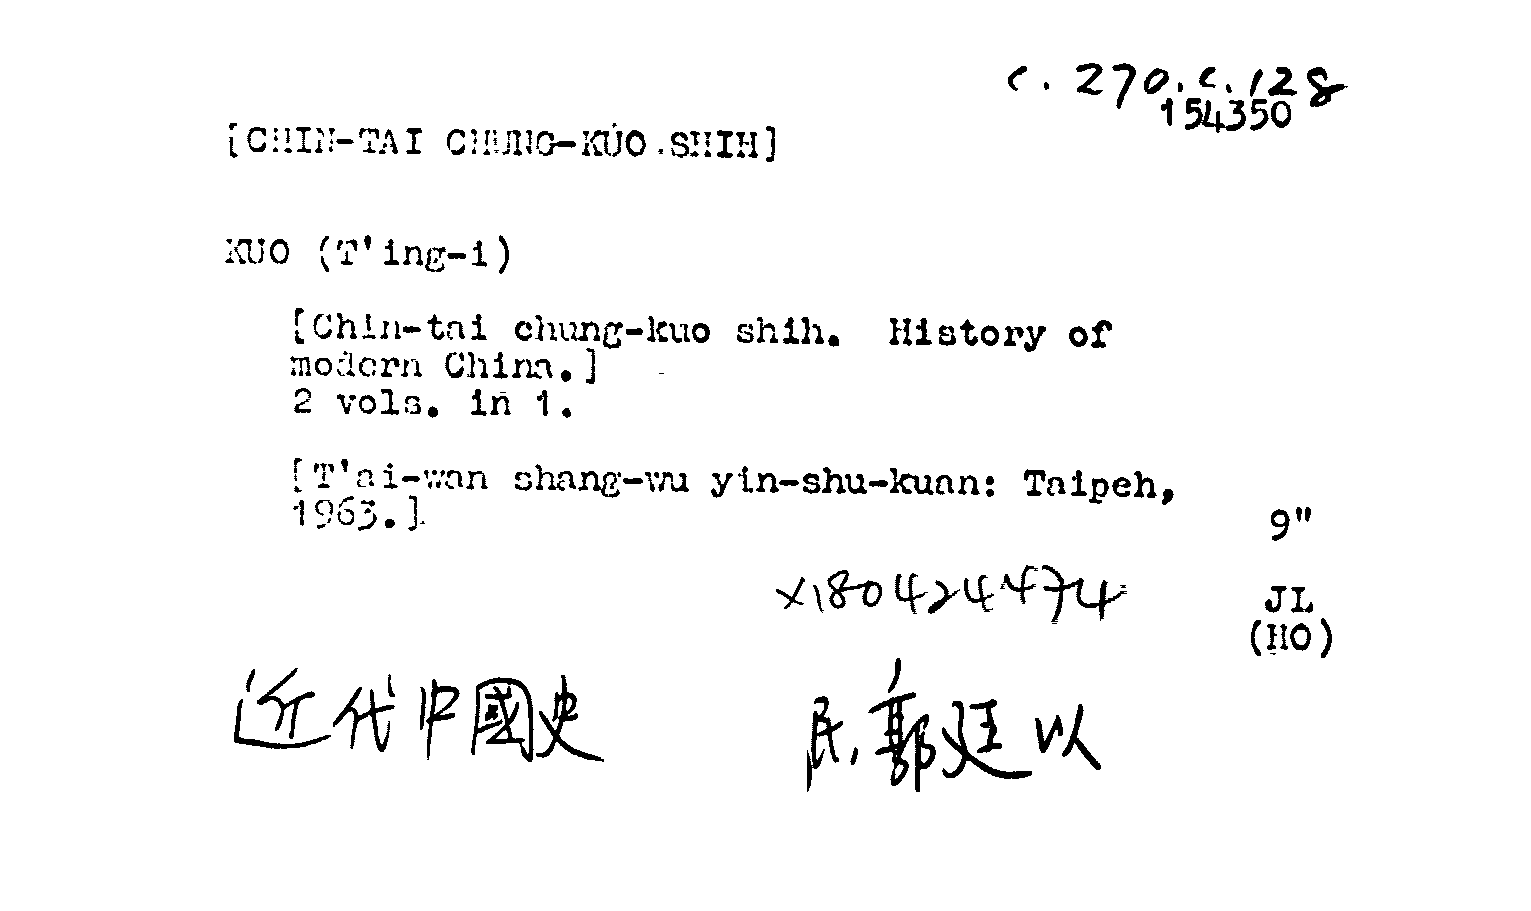 c. 270.c.128
154350
[CHIN-TAI CHUNG-KUO.SHIH]
KUO (T'ing-i)
[Chin-tai chung-kuo shih. History of
modern China.]
2 vols. in 1.
[T'ai-wan shang-wu yin-shu-kuan: Taipeh,
1963.]
9"
X180424474
JL
(HO)
近代中國史 民,郭廷以